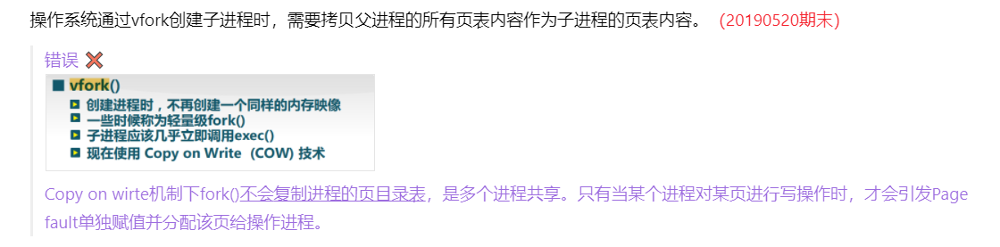 操作系统通过vfork创建子进程时，需要拷贝父进程的所有页表内容作为子进程的页表内容。（20190520期末）
错误 ❌
vfork()
创建进程时，不再创建一个同样的内存映像
一些时候称为轻量级fork()
子进程应该几乎立即调用exec()
现在使用 Copy on Write (COW) 技术
Copy on wirte机制下fork()不会复制进程的页目录表，是多个进程共享。只有当某个进程对某页进行写操作时，才会引发Page
fault单独赋值并分配该页给操作进程。